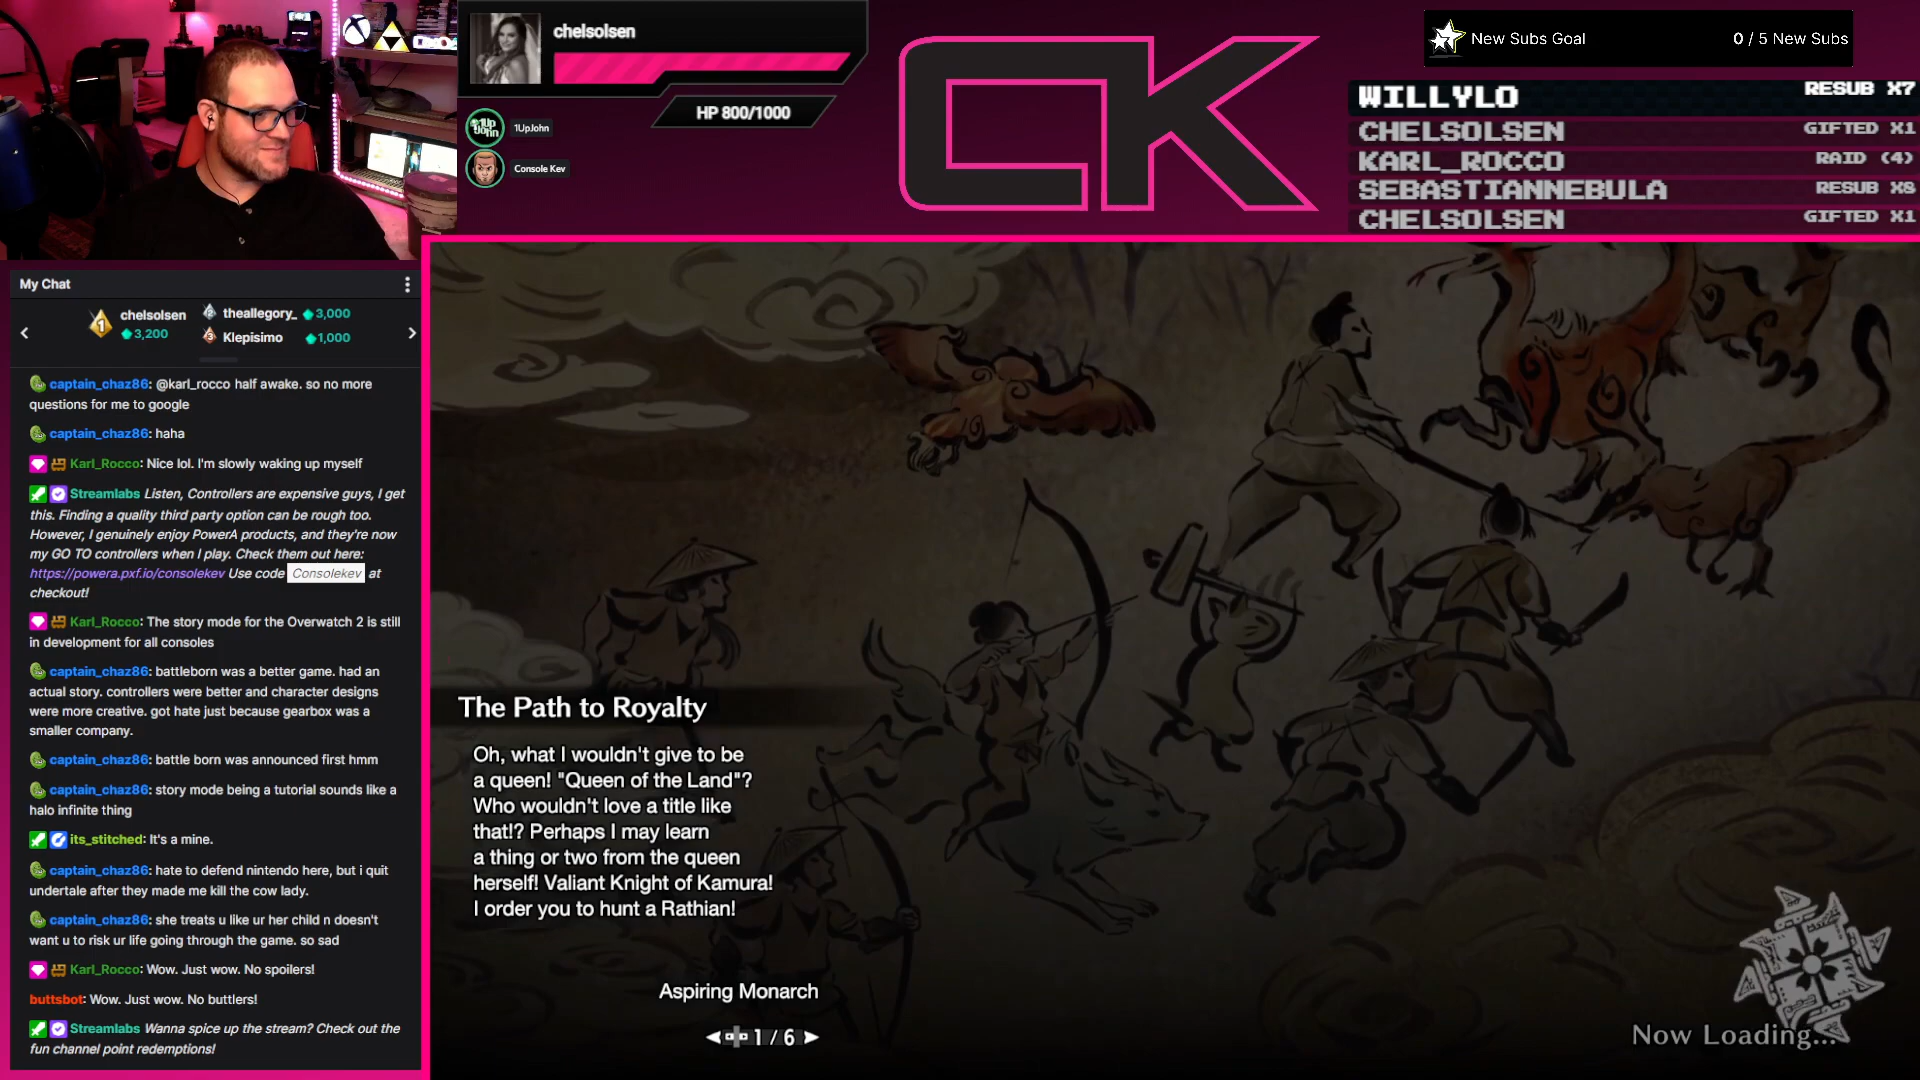 chelsolsen
HP 800/1000
1UpJohn
Console Kev
CK
New Subs Goal 0 / 5 New Subs
WILLYLO RESUB X7
CHELSOLSEN GIFTED X1
KARL_ROCCO RAID (4)
SEBASTIANNEBULA RESUB X8
CHELSOLSEN GIFTED X1
My Chat
1 chelsolsen 3,200
theallegory_ 3,000
Klepisimo 1,000
captain_chaz86: @karl_rocco half awake. so no more
questions for me to google
captain_chaz86: haha
Karl_Rocco: Nice lol. I'm slowly waking up myself
Streamlabs Listen, Controllers are expensive guys, I get
this. Finding a quality third party option can be rough too.
However, I genuinely enjoy PowerA products, and they're now
my GO TO controllers when I play. Check them out here:
https://powera.pxf.io/consolekev Use code Consolekev at
checkout!
Karl_Rocco: The story mode for the Overwatch 2 is still
in development for all consoles
captain_chaz86: battleborn was a better game. had an
actual story. controllers were better and character designs
were more creative. got hate just because gearbox was a
smaller company.
captain_chaz86: battle born was announced first hmm
captain_chaz86: story mode being a tutorial sounds like a
halo infinite thing
its_stitched: It's a mine.
captain_chaz86: hate to defend nintendo here, but i quit
undertale after they made me kill the cow lady.
captain_chaz86: she treats u like ur her child n doesn't
want u to risk ur life going through the game. so sad
Karl_Rocco: Wow. Just wow. No spoilers!
buttsbot: Wow. Just wow. No buttlers!
Streamlabs Wanna spice up the stream? Check out the
fun channel point redemptions!
The Path to Royalty
Oh, what I wouldn't give to be
a queen! "Queen of the Land"?
Who wouldn't love a title like
that!? Perhaps I may learn
a thing or two from the queen
herself! Valiant Knight of Kamura!
I order you to hunt a Rathian!
Aspiring Monarch
1 / 6
Now Loading...